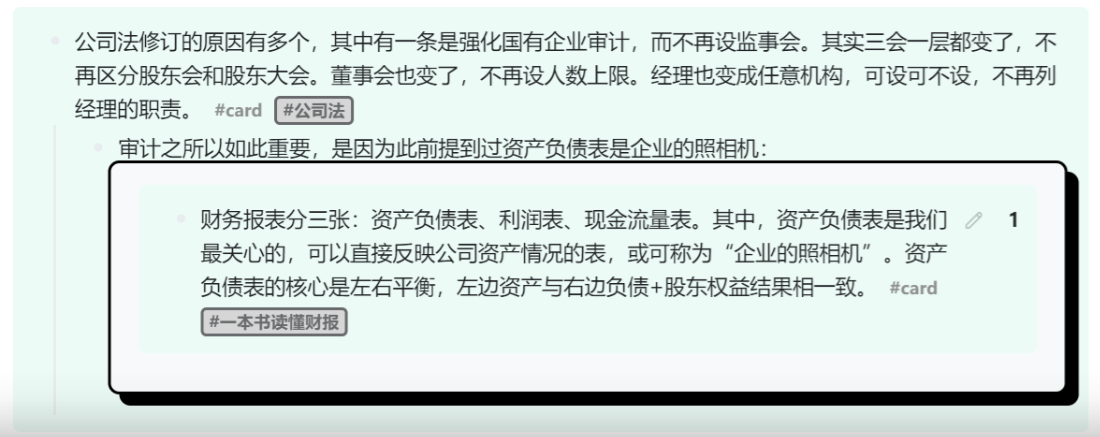 公司法修订的原因有多个，其中有一条是强化国有企业审计，而不再设监事会。其实三会一层都变了，不
再区分股东会和股东大会。董事会也变了，不再设人数上限。经理也变成任意机构，可设可不设，不再列
经理的职责。 #card #公司法
审计之所以如此重要，是因为此前提到过资产负债表是企业的照相机：
财务报表分三张：资产负债表、利润表、现金流量表。其中，资产负债表是我们 1
最关心的，可以直接反映公司资产情况的表，或可称为“企业的照相机”。资产
负债表的核心是左右平衡，左边资产与右边负债+股东权益结果相一致。 #card
#一本书读懂财报